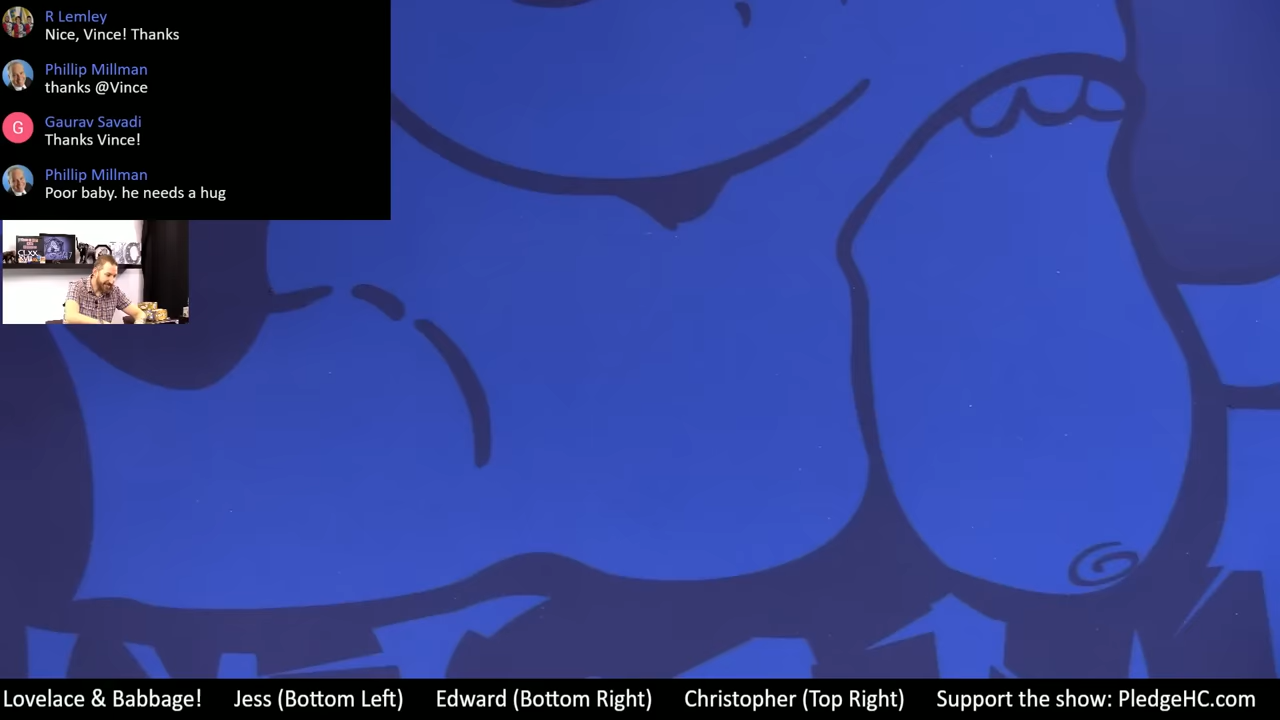 R Lemley
Nice, Vince! Thanks
Phillip Millman
thanks @Vince
G
Gaurav Savadi
Thanks Vince!
Phillip Millman
Poor baby. he needs a hug
Lovelace & Babbage! Jess (Bottom Left) Edward (Bottom Right) Christopher (Top Right) Support the show: PledgeHC.com